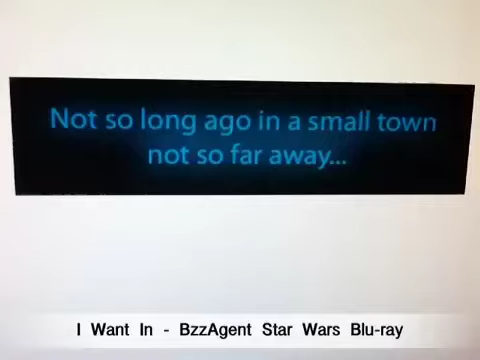 Not so long ago in a small town
not so far away...
I Want In - BzzAgent Star Wars Blu-ray